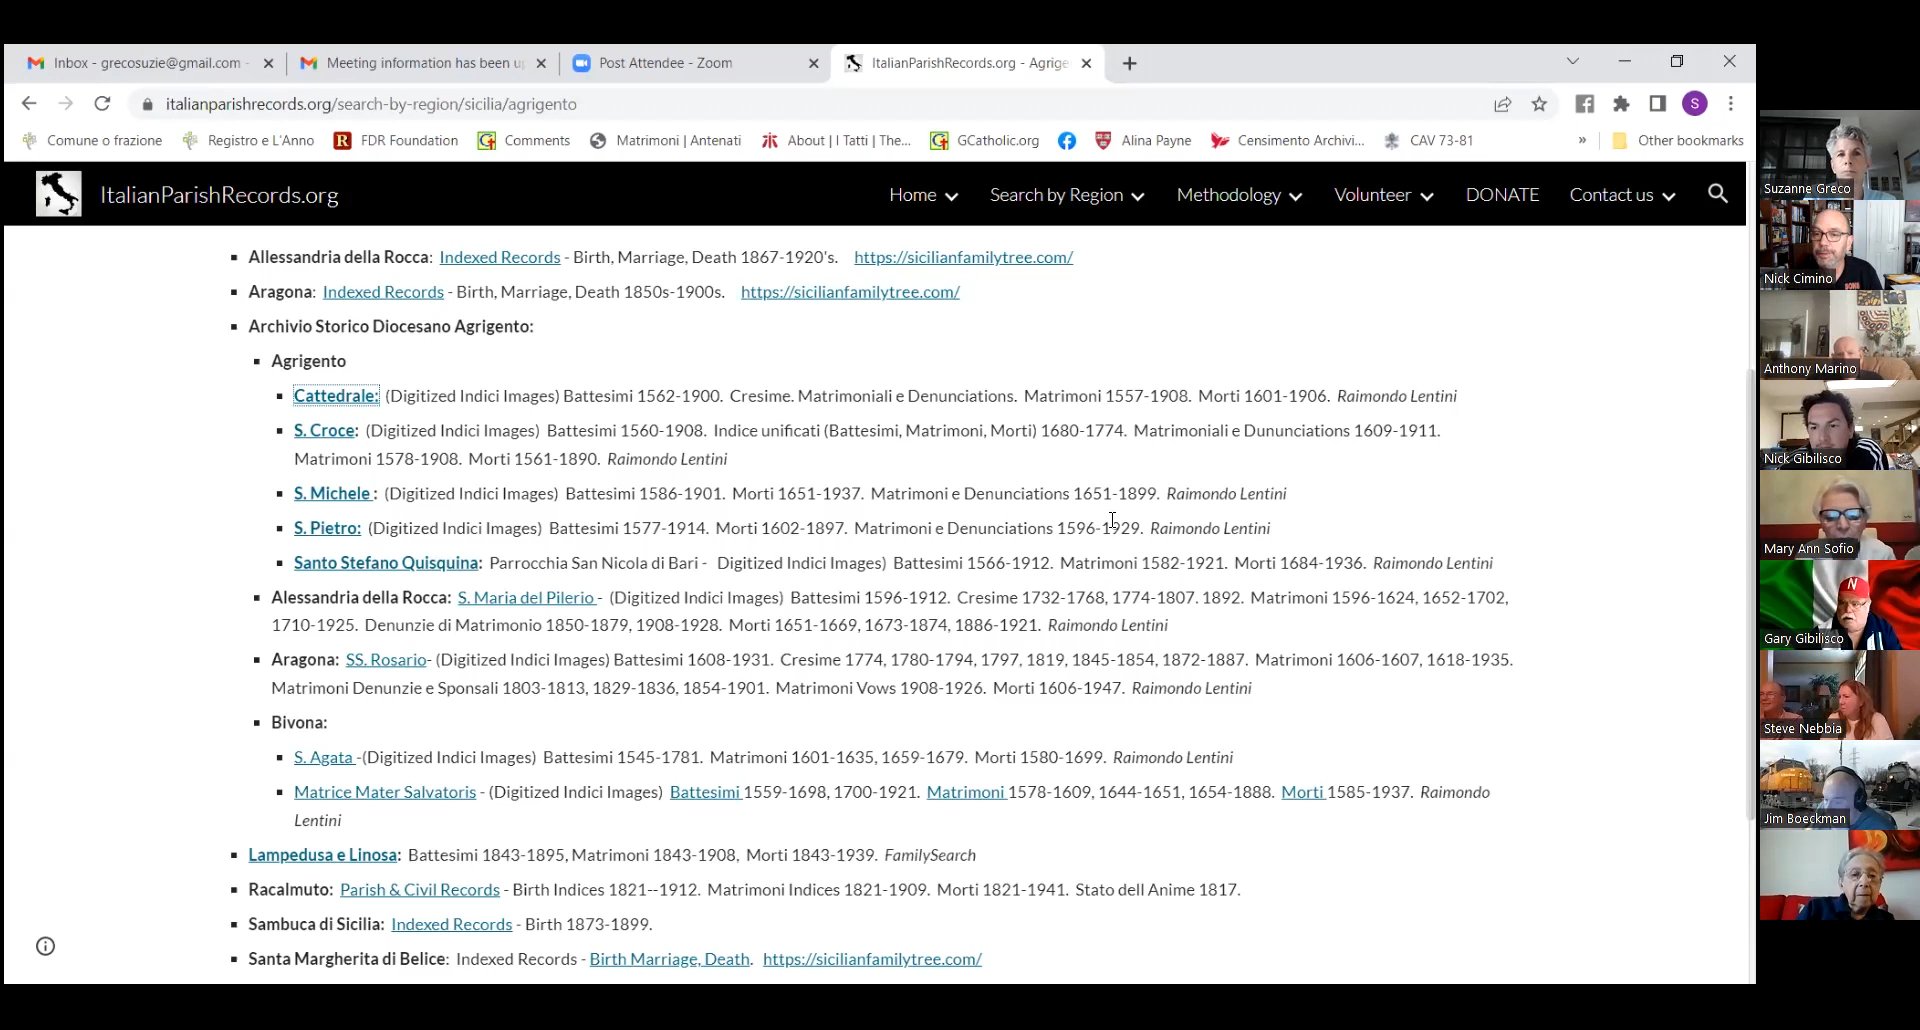 Inbox - grecosuzie@gmail.com -
Meeting information has been u
Post Attendee - Zoom
ItalianParishRecords.org - Agrige
italianparishrecords.org/search-by-region/sicilia/agrigento
S
Comune o frazione
Registro e L'Anno
R
FDR Foundation
Comments
Matrimoni | Antenati
About | I Tatti | The...
GCatholic.org
Alina Payne
Censimento Archivi...
CAV 73-81
»
Other bookmarks
ItalianParishRecords.org
Home
Search by Region
Methodology
Volunteer
DONATE
Contact us
▪ Allessandria della Rocca: Indexed Records - Birth, Marriage, Death 1867-1920's. https://sicilianfamilytree.com/
▪ Aragona: Indexed Records - Birth, Marriage, Death 1850s-1900s. https://sicilianfamilytree.com/
▪ Archivio Storico Diocesano Agrigento:
▪ Agrigento
▪ Cattedrale: (Digitized Indici Images) Battesimi 1562-1900. Cresime. Matrimoniali e Denunciations. Matrimoni 1557-1908. Morti 1601-1906. Raimondo Lentini
▪ S. Croce: (Digitized Indici Images) Battesimi 1560-1908. Indice unificati (Battesimi, Matrimoni, Morti) 1680-1774. Matrimoniali e Dununciations 1609-1911.
Matrimoni 1578-1908. Morti 1561-1890. Raimondo Lentini
▪ S. Michele : (Digitized Indici Images) Battesimi 1586-1901. Morti 1651-1937. Matrimoni e Denunciations 1651-1899. Raimondo Lentini
▪ S. Pietro: (Digitized Indici Images) Battesimi 1577-1914. Morti 1602-1897. Matrimoni e Denunciations 1596-1929. Raimondo Lentini
▪ Santo Stefano Quisquina: Parrocchia San Nicola di Bari - Digitized Indici Images) Battesimi 1566-1912. Matrimoni 1582-1921. Morti 1684-1936. Raimondo Lentini
▪ Alessandria della Rocca: S. Maria del Pilerio - (Digitized Indici Images) Battesimi 1596-1912. Cresime 1732-1768, 1774-1807. 1892. Matrimoni 1596-1624, 1652-1702,
1710-1925. Denunzie di Matrimonio 1850-1879, 1908-1928. Morti 1651-1669, 1673-1874, 1886-1921. Raimondo Lentini
▪ Aragona: SS. Rosario- (Digitized Indici Images) Battesimi 1608-1931. Cresime 1774, 1780-1794, 1797, 1819, 1845-1854, 1872-1887. Matrimoni 1606-1607, 1618-1935.
Matrimoni Denunzie e Sponsali 1803-1813, 1829-1836, 1854-1901. Matrimoni Vows 1908-1926. Morti 1606-1947. Raimondo Lentini
▪ Bivona:
▪ S. Agata -(Digitized Indici Images) Battesimi 1545-1781. Matrimoni 1601-1635, 1659-1679. Morti 1580-1699. Raimondo Lentini
▪ Matrice Mater Salvatoris - (Digitized Indici Images) Battesimi 1559-1698, 1700-1921. Matrimoni 1578-1609, 1644-1651, 1654-1888. Morti 1585-1937. Raimondo
Lentini
▪ Lampedusa e Linosa: Battesimi 1843-1895, Matrimoni 1843-1908, Morti 1843-1939. FamilySearch
▪ Racalmuto: Parish & Civil Records - Birth Indices 1821--1912. Matrimoni Indices 1821-1909. Morti 1821-1941. Stato dell Anime 1817.
▪ Sambuca di Sicilia: Indexed Records - Birth 1873-1899.
▪ Santa Margherita di Belice: Indexed Records - Birth Marriage, Death. https://sicilianfamilytree.com/
Suzanne Greco
Nick Cimino
Anthony Marino
Nick Gibilisco
Mary Ann Sofio
N
Gary Gibilisco
Steve Nebbia
Jim Boeckman